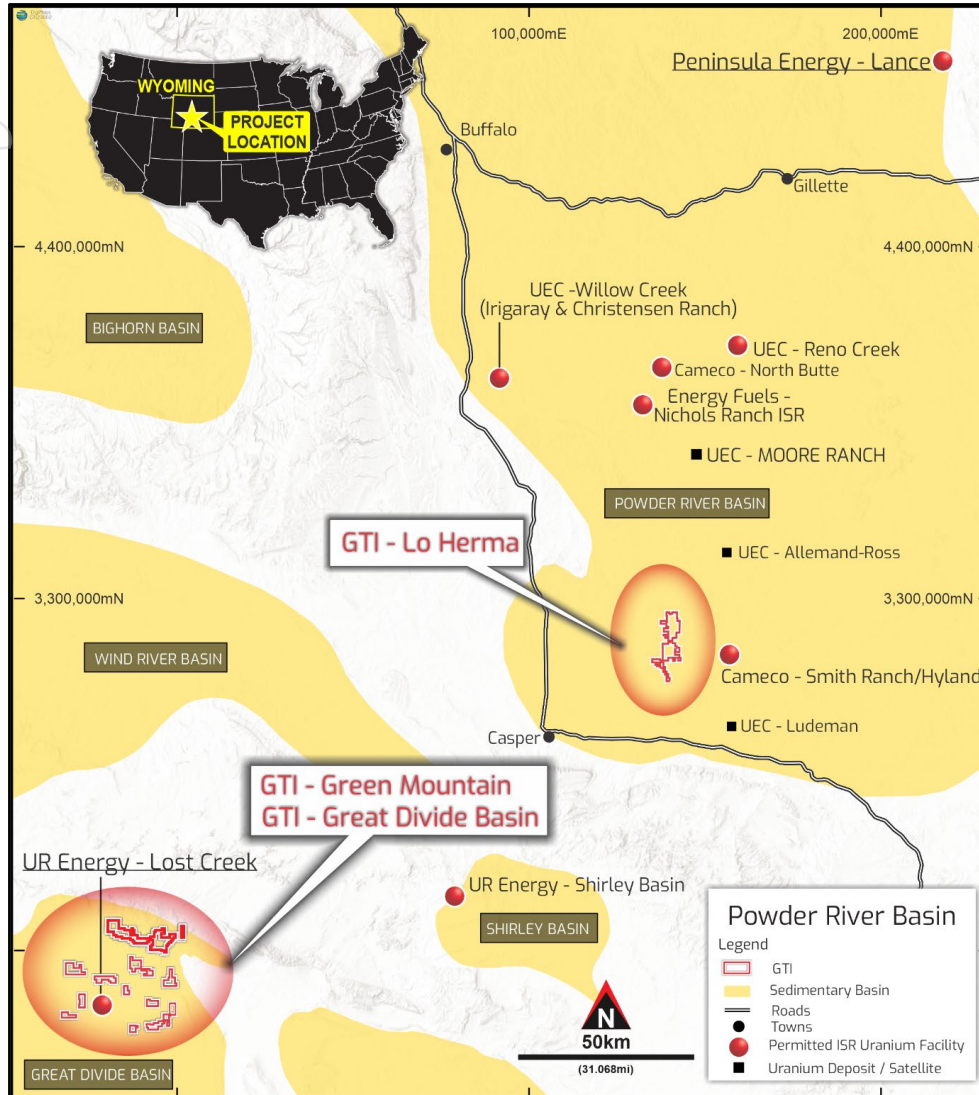 100,000mE
200,000mE
Peninsula Energy - Lance
WYOMING
PROJECT
LOCATION
Buffalo
Gillette
4,400,000mN
4,400,000mN
UEC -Willow Creek
(Irigaray & Christensen Ranch)
BIGHORN BASIN
UEC - Reno Creek
Cameco - North Butte
Energy Fuels -
Nichols Ranch ISR
UEC - MOORE RANCH
POWDER RIVER BASIN
GTI - Lo Herma
UEC - Allemand-Ross
3,300,000mN
3,300,000mN
WIND RIVER BASIN
Cameco - Smith Ranch/Hyland
UEC - Ludeman
Casper
GTI - Green Mountain
GTI - Great Divide Basin
UR Energy - Lost Creek
UR Energy - Shirley Basin
SHIRLEY BASIN
GREAT DIVIDE BASIN
N
50km
(31.068mi)
Powder River Basin
Legend
GTI
Sedimentary Basin
Roads
Towns
Permitted ISR Uranium Facility
Uranium Deposit / Satellite